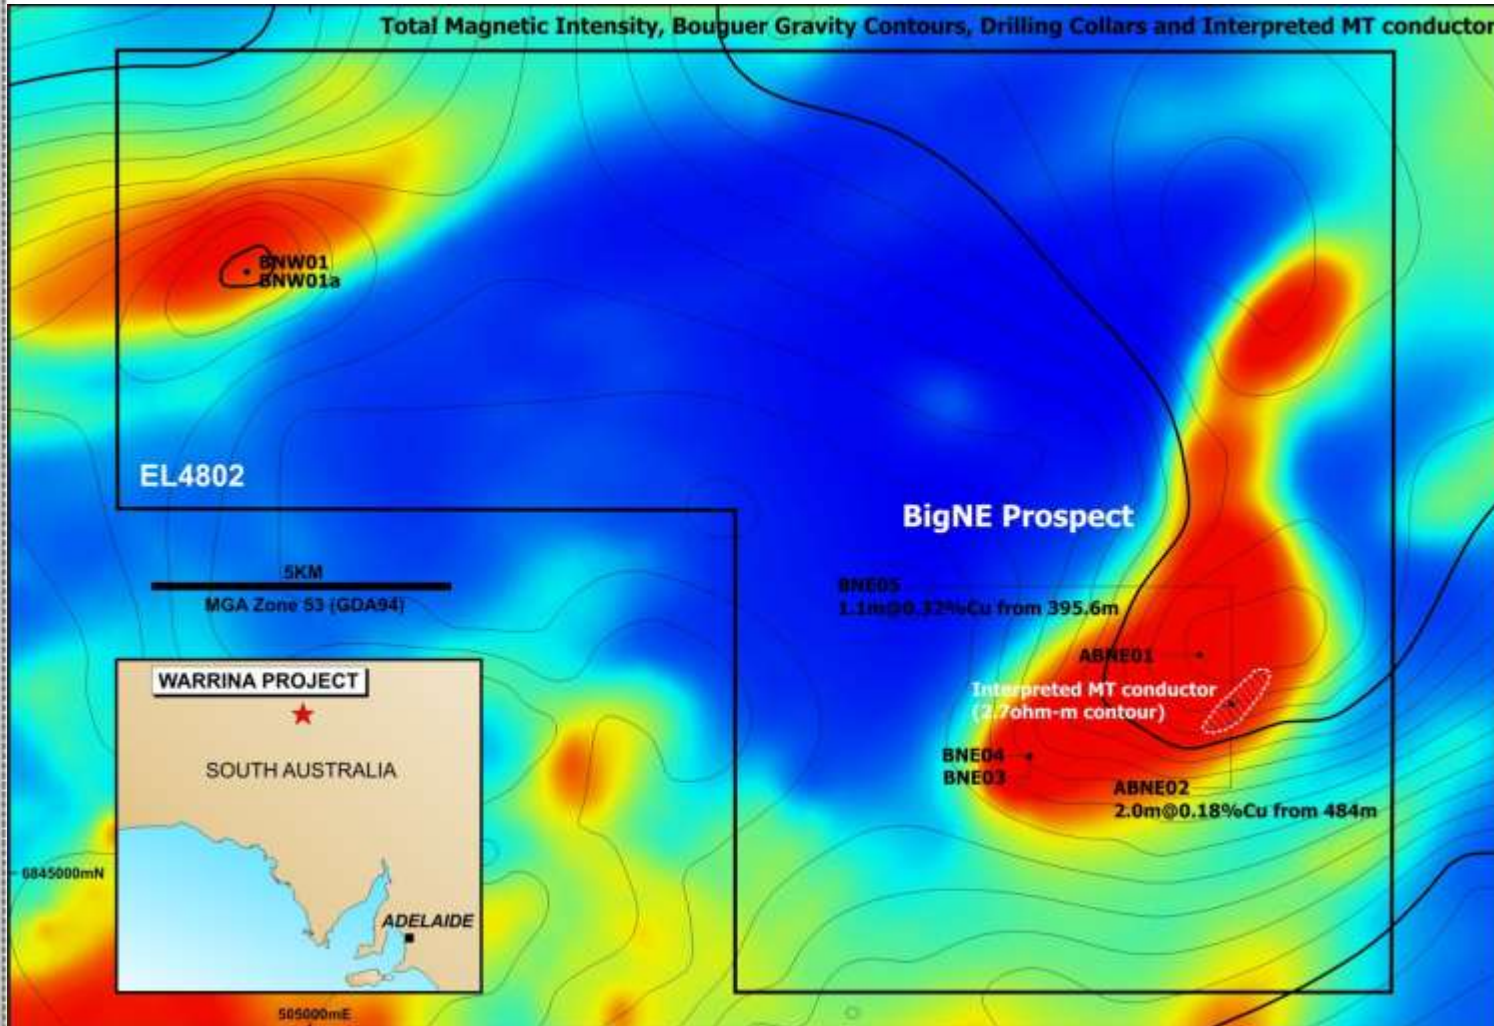 Total Magnetic Intensity, Bouguer Gravity Contours, Drilling Collars and Interpreted MT conductor
BNW01
BNW01a
EL4802
BigNE Prospect
5KM
MGA Zone 53 (GDA94)
BNE05
1.1m@0.32%Cu from 395.6m
ABNE01
Interpreted MT conductor
(2.7ohm-m contour)
BNE04
BNE03
ABNE02
2.0m@0.18%Cu from 484m
WARRINA PROJECT
SOUTH AUSTRALIA
ADELAIDE
6845000mN
505000mE